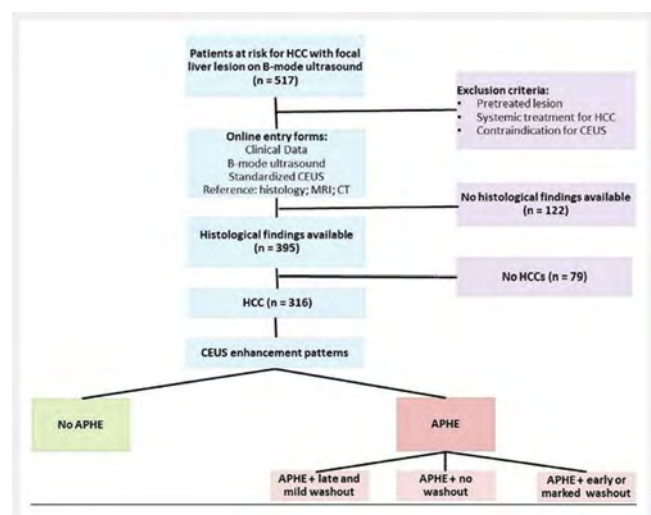 Patients at risk for HCC with focal
liver lesion on B-mode ultrasound
(n = 517)
Exclusion criteria:
• Pretreated lesion
• Systemic treatment for HCC
• Contraindication for CEUS
Online entry forms:
Clinical Data
B-mode ultrasound
Standardized CEUS
Reference: histology; MRI; CT
No histological findings available
(n = 122)
Histological findings available
(n = 395)
No HCCs (n = 79)
HCC (n = 316)
CEUS enhancement patterns
No APHE
APHE
APHE + late and
mild washout
APHE + no
washout
APHE + early or
marked washout